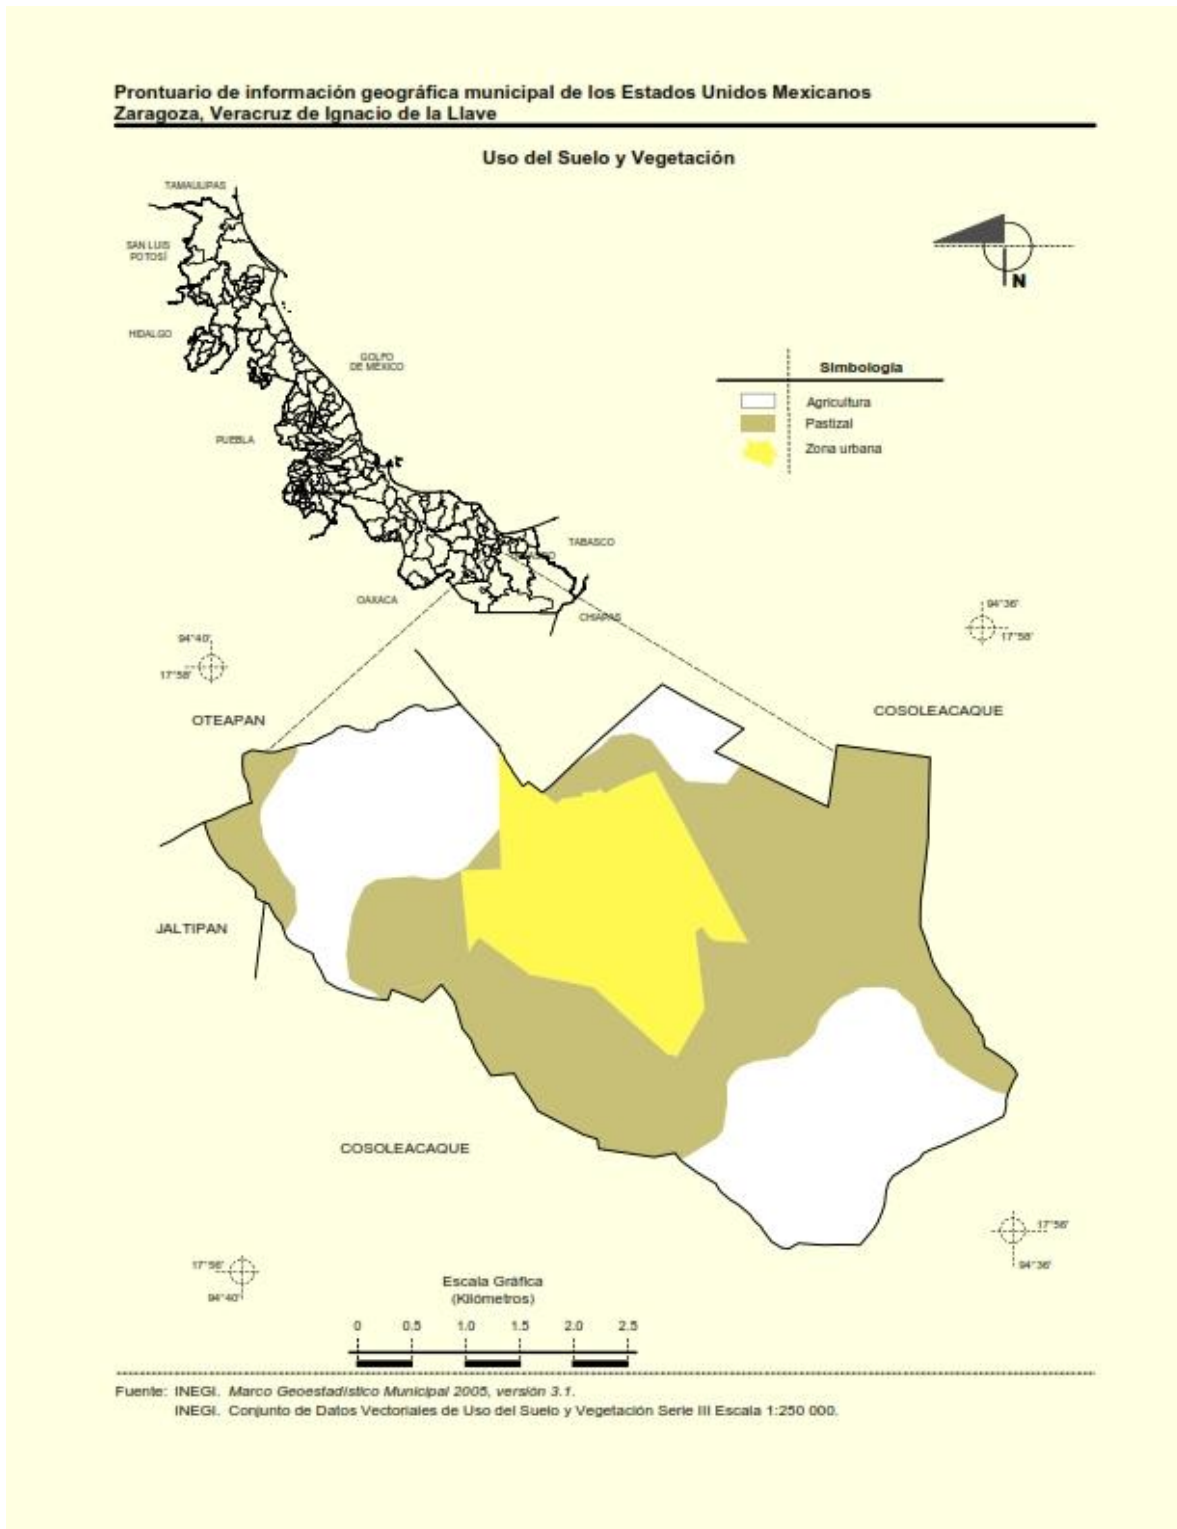 Prontuario de información geográfica municipal de los Estados Unidos Mexicanos
Zaragoza, Veracruz de Ignacio de la Llave
Uso del Suelo y Vegetación
TAMAULIPAS
SAN LUIS
POTOSÍ
HIDALGO
GOLFO
DE MÉXICO
PUEBLA
N
Simbología
Agricultura
Pastizal
Zona urbana
TABASCO
OAXACA
CHIAPAS
94°36'
17°58'
94°40'
17°58'
OTEAPAN
COSOLEACAQUE
JALTIPAN
COSOLEACAQUE
17°56'
94°36'
17°56'
94°40'
Escala Gráfica
(Kilómetros)
0 0.5 1.0 1.5 2.0 2.5
Fuente: INEGI. Marco Geoestadístico Municipal 2005, versión 3.1.
INEGI. Conjunto de Datos Vectoriales de Uso del Suelo y Vegetación Serie III Escala 1:250 000.